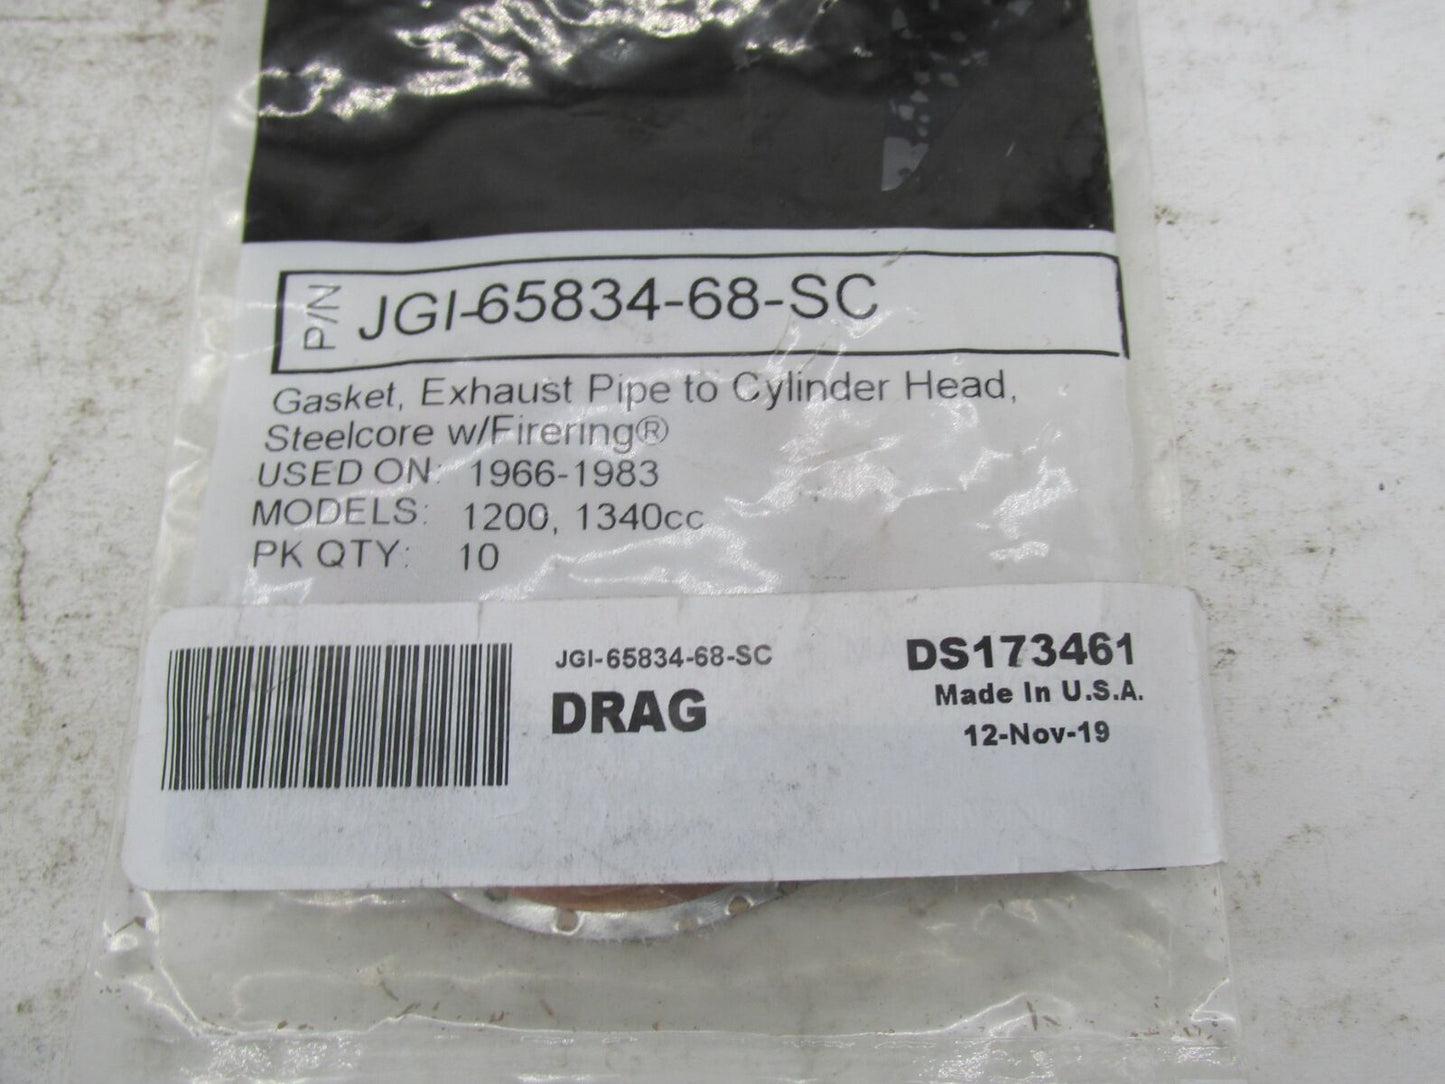 P/N JGI-65834-68-SC
Gasket, Exhaust Pipe to Cylinder Head,
Steelcore w/Firering®
USED ON: 1966-1983
MODELS: 1200, 1340cc
PK QTY: 10
JGI-65834-68-SC
DRAG
DS173461
Made In U.S.A.
12-Nov-19